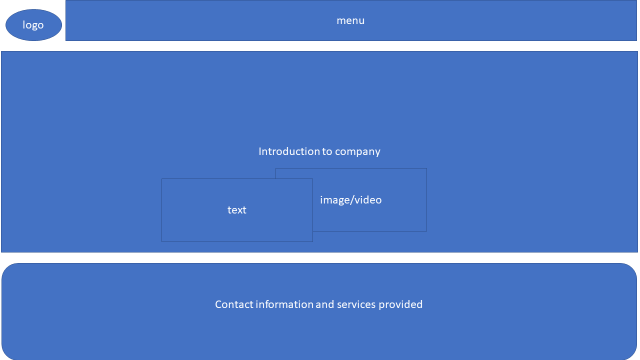 logo
menu
Introduction to company
image/video
text
Contact information and services provided